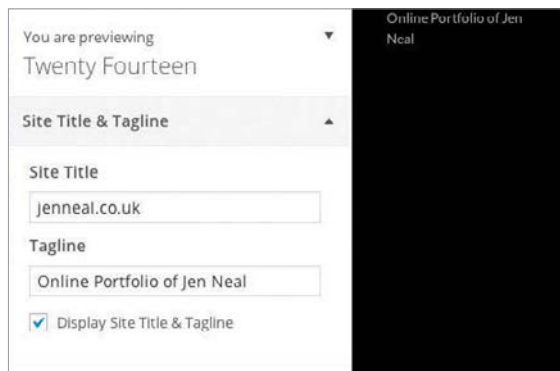 You are previewing
Twenty Fourteen
Site Title & Tagline
Site Title
jenneal.co.uk
Tagline
Online Portfolio of Jen Neal
Display Site Title & Tagline
Online Portfolio of Jen
Neal